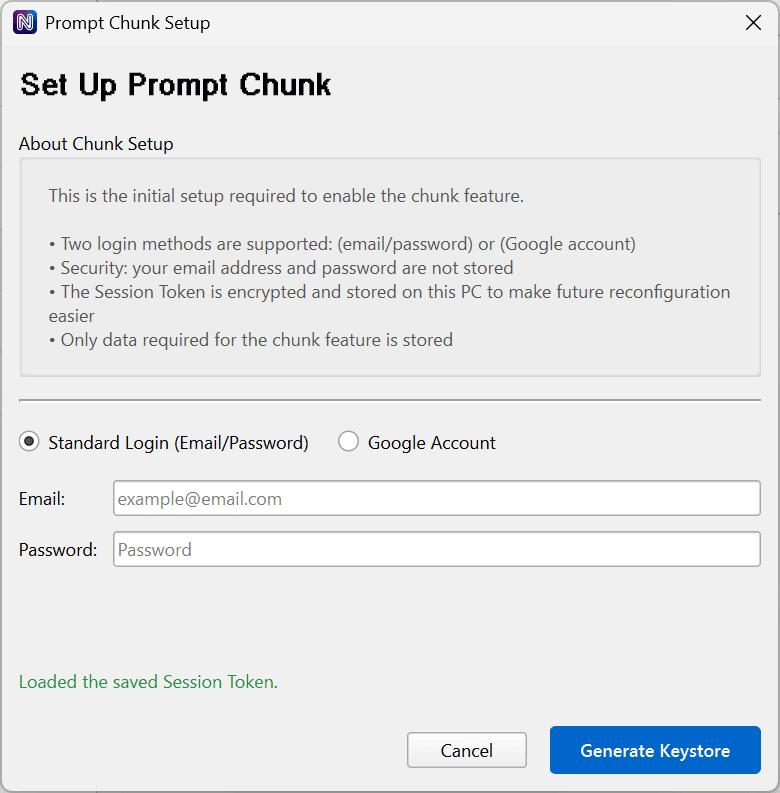 Prompt Chunk Setup
Set Up Prompt Chunk
About Chunk Setup
This is the initial setup required to enable the chunk feature.
• Two login methods are supported: (email/password) or (Google account)
• Security: your email address and password are not stored
• The Session Token is encrypted and stored on this PC to make future reconfiguration
easier
• Only data required for the chunk feature is stored
Standard Login (Email/Password) Google Account
Email: example@email.com
Password: Password
Loaded the saved Session Token.
Cancel Generate Keystore